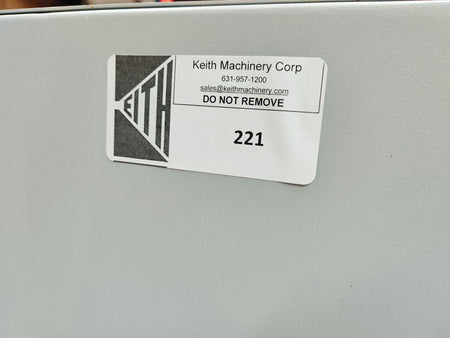 KEITH
Keith Machinery Corp
631-957-1200
sales@keithmachinery.com
DO NOT REMOVE
221